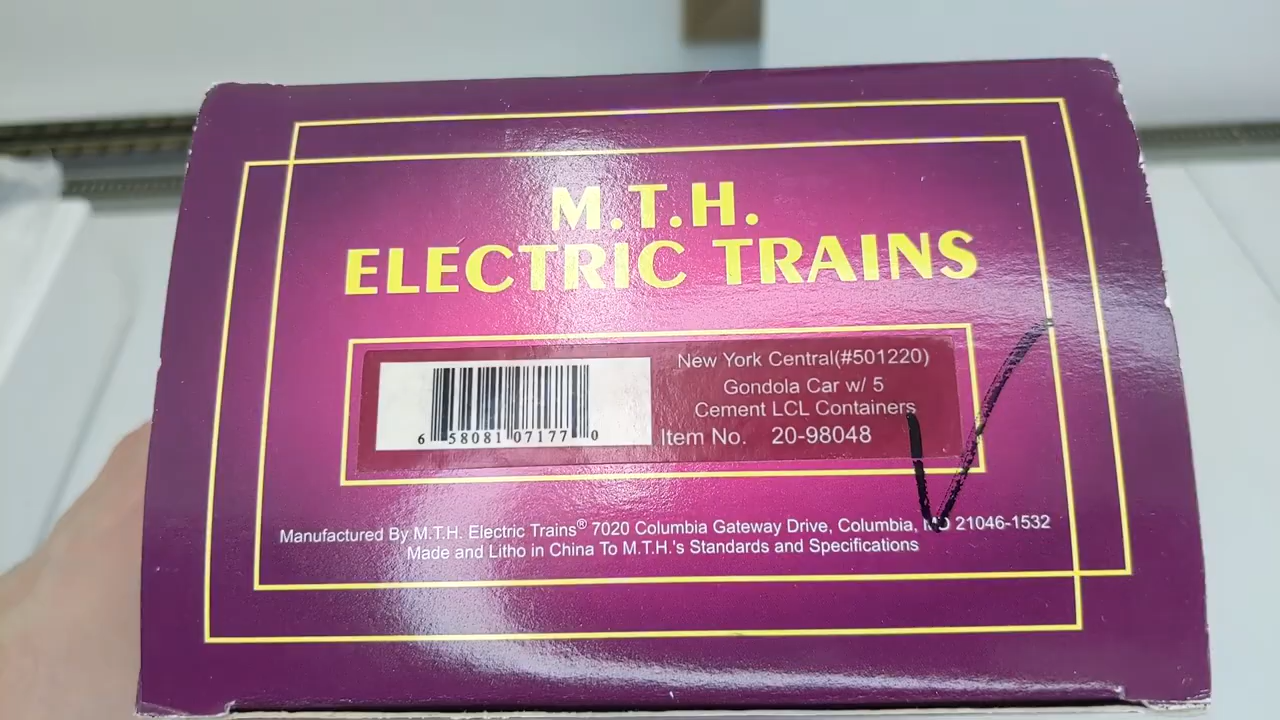 M.T.H.
ELECTRIC TRAINS
New York Central(#501220)
Gondola Car w/ 5
Cement LCL Containers
Item No. 20-98048
6 58081 07177 0
Manufactured By M.T.H. Electric Trains® 7020 Columbia Gateway Drive, Columbia, MD 21046-1532
Made and Litho in China To M.T.H.'s Standards and Specifications